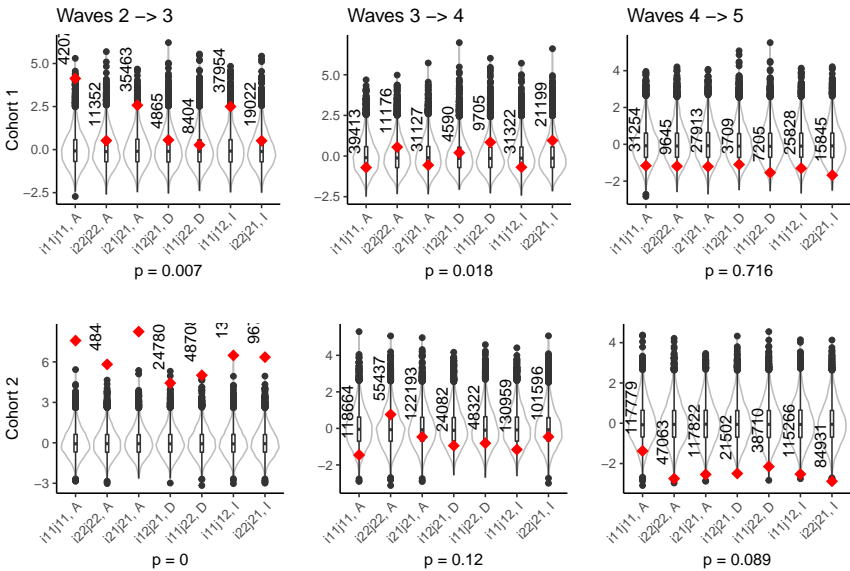 Waves 2 −> 3
Waves 3 −> 4
Waves 4 −> 5
Cohort 1
5.0
2.5
0.0
−2.5
11352
35463
4865
8404
37954
19022
i11j11, A
i22j22, A
i21j21, A
i12j21, D
i11j22, D
i11j12, I
i22j21, I
p = 0.007
5.0
2.5
0.0
−2.5
39413
11176
31127
4590
9705
31322
21199
i11j11, A
i22j22, A
i21j21, A
i12j21, D
i11j22, D
i11j12, I
i22j21, I
p = 0.018
4
2
0
−2
31254
9645
27913
3709
7205
25828
15845
i11j11, A
i22j22, A
i21j21, A
i12j21, D
i11j22, D
i11j12, I
i22j21, I
p = 0.716
Cohort 2
6
3
0
−3
24780
i11j11, A
i22j22, A
i21j21, A
i12j21, D
i11j22, D
i11j12, I
i22j21, I
p = 0
4
2
0
−2
118664
55437
122193
24082
48322
130959
101596
i11j11, A
i22j22, A
i21j21, A
i12j21, D
i11j22, D
i11j12, I
i22j21, I
p = 0.12
4
2
0
−2
117779
47063
117822
21502
38710
115266
84931
i11j11, A
i22j22, A
i21j21, A
i12j21, D
i11j22, D
i11j12, I
i22j21, I
p = 0.089